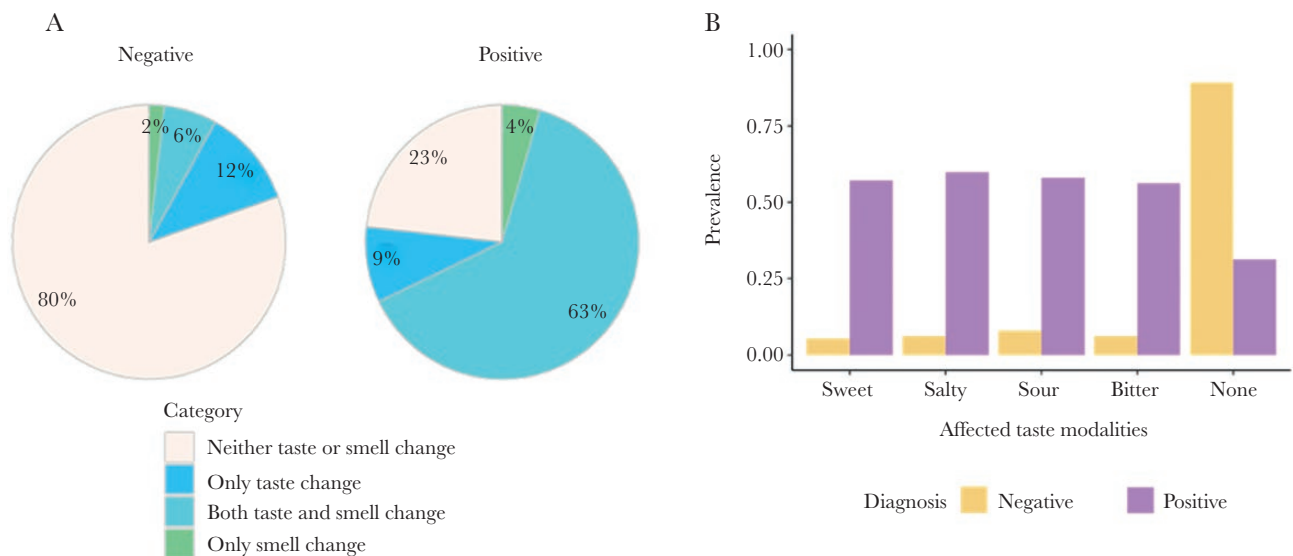 A
Negative
Positive
2%
6%
12%
80%
4%
23%
9%
63%
Category
Neither taste or smell change
Only taste change
Both taste and smell change
Only smell change
B
Prevalence
1.00
0.75
0.50
0.25
0.00
Sweet Salty Sour Bitter None
Affected taste modalities
Diagnosis Negative Positive